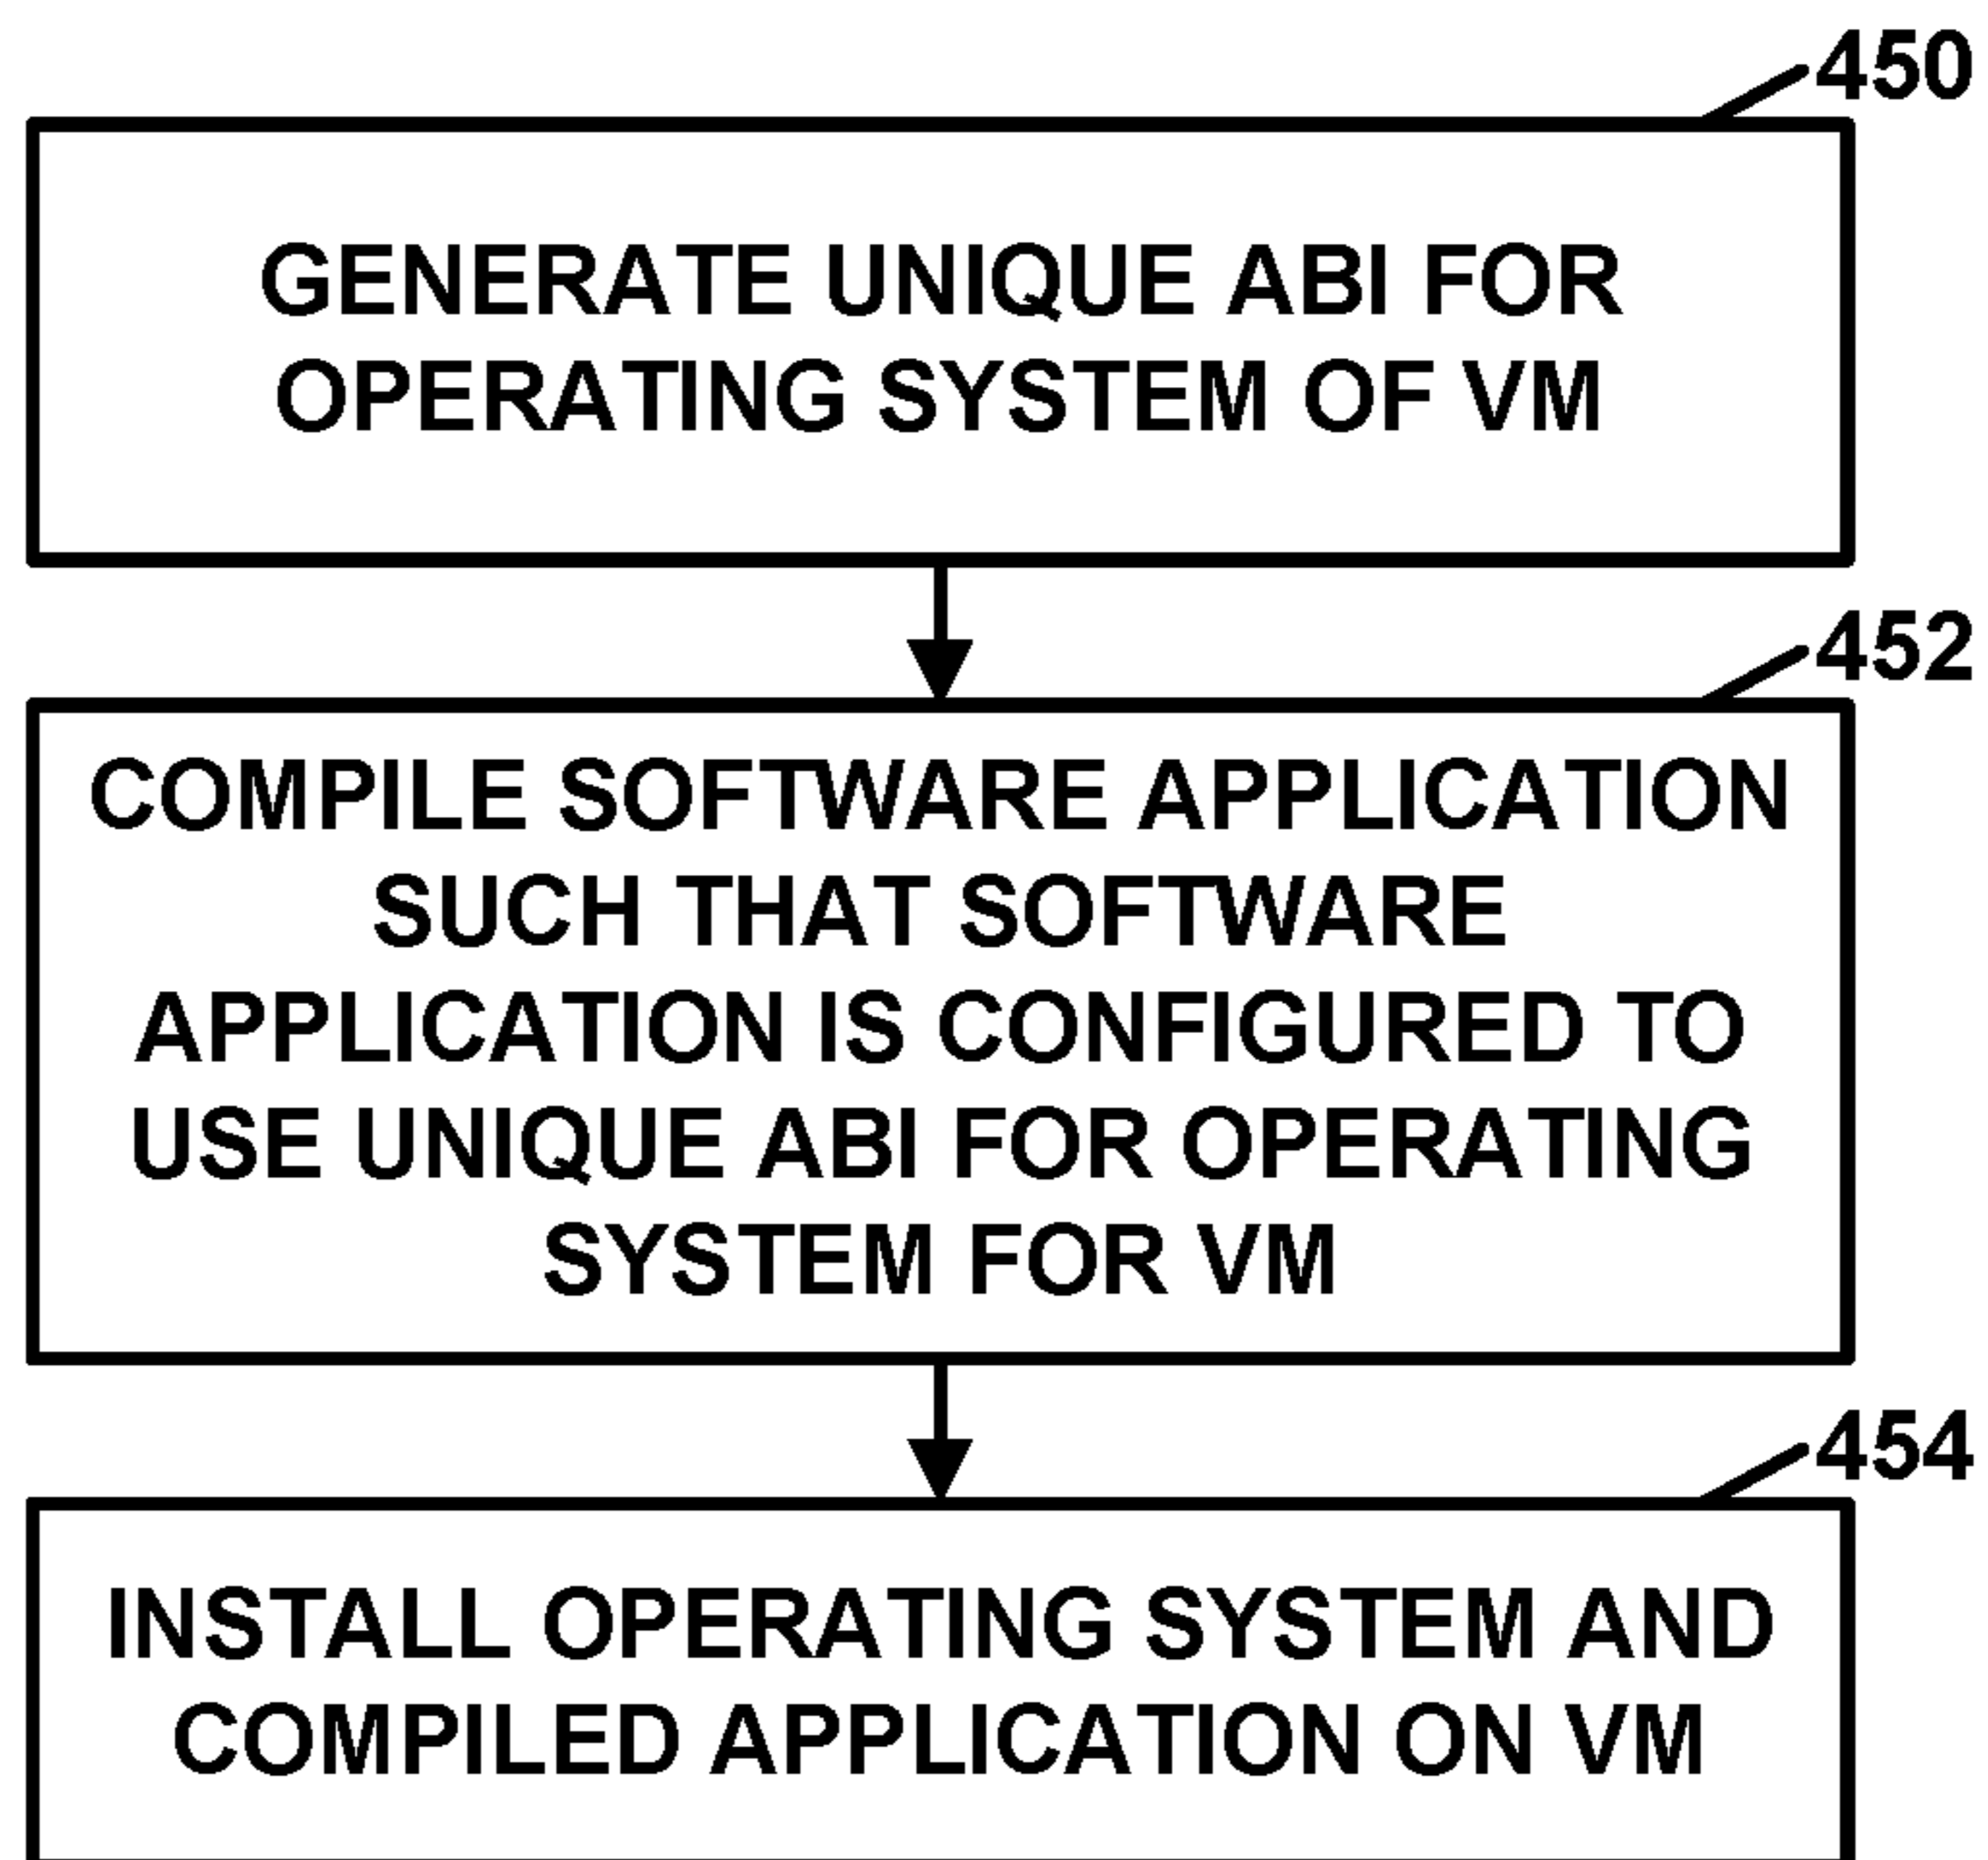 450
GENERATE UNIQUE ABI FOR
OPERATING SYSTEM OF VM
452
COMPILE SOFTWARE APPLICATION
SUCH THAT SOFTWARE
APPLICATION IS CONFIGURED TO
USE UNIQUE ABI FOR OPERATING
SYSTEM FOR VM
454
INSTALL OPERATING SYSTEM AND
COMPILED APPLICATION ON VM